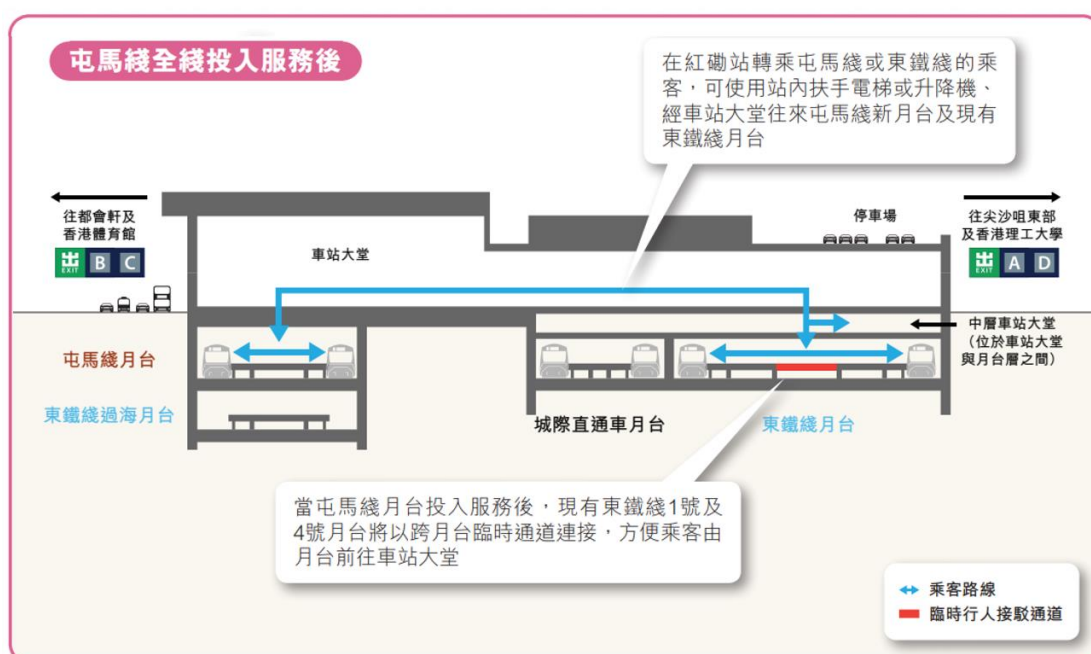 屯馬綫全綫投入服務後
在紅磡站轉乘屯馬綫或東鐵綫的乘
客，可使用站內扶手電梯或升降機、
經車站大堂往來屯馬綫新月台及現有
東鐵綫月台
往都會軒及
香港體育館
出 EXIT B C
車站大堂
停車場
往尖沙咀東部
及香港理工大學
出 EXIT A D
中層車站大堂
（位於車站大堂
與月台層之間）
屯馬綫月台
東鐵綫過海月台
城際直通車月台
東鐵綫月台
當屯馬綫月台投入服務後，現有東鐵綫1號及
4號月台將以跨月台臨時通道連接，方便乘客由
月台前往車站大堂
乘客路線
臨時行人接駁通道